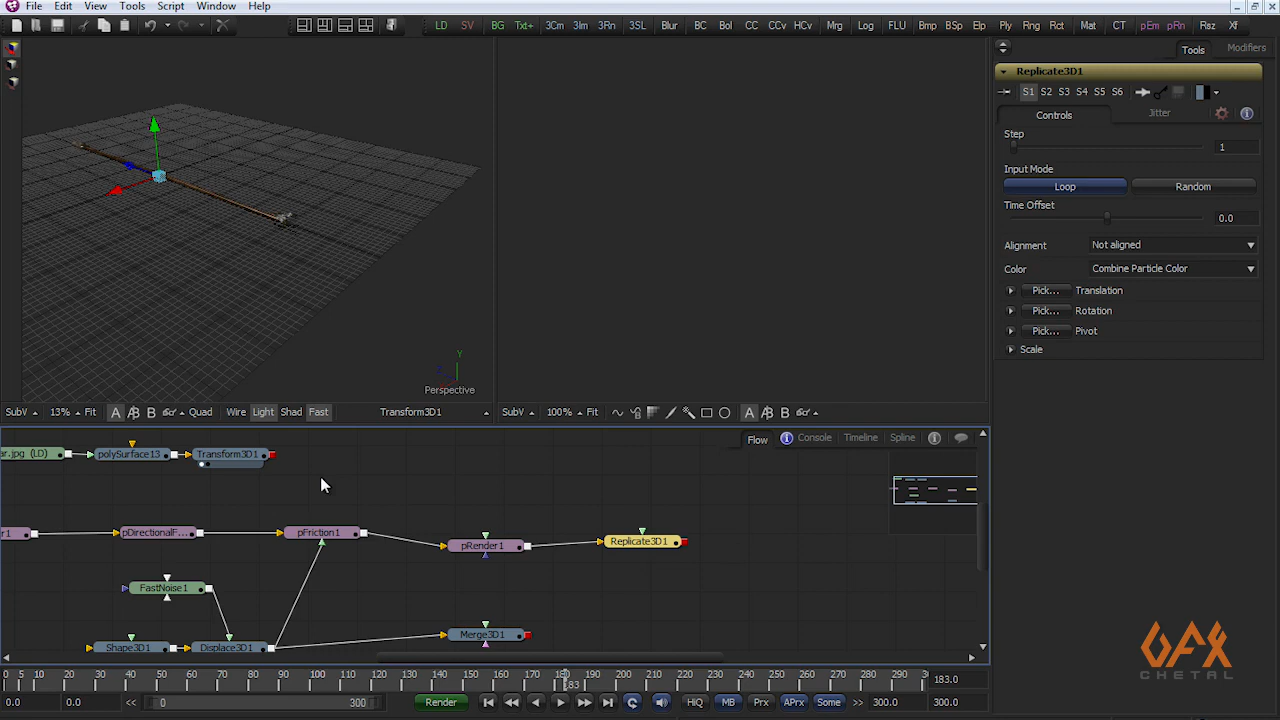 File Edit View Tools Script Window Help
LD SV BG Txt+ 3Cm 3Im 3Rn 3SL Blur BC Bol CC CCv HCv Mrg Log FLU Bmp BSp Elp Ply Rng Rct Mat CT pEm pRn Rsz Xf
Tools Modifiers
Replicate3D1
S1 S2 S3 S4 S5 S6
Controls Jitter
Step
1
Input Mode
Loop Random
Time Offset
0.0
Alignment Not aligned
Color Combine Particle Color
Pick... Translation
Pick... Rotation
Pick... Pivot
Scale
Y
Perspective
SubV 13% Fit A B Quad Wire Light Shad Fast Transform3D1
SubV 100% Fit A B
Flow Console Timeline Spline
er.jpg (LD) polySurface13 Transform3D1
r1 pDirectionalF... pFriction1 pRender1 Replicate3D1
FastNoise1
Shape3D1 Displace3D1 Merge3D1
0 5 10 20 30 40 50 60 70 80 90 100 110 120 130 140 150 160 170 180 190 200 210 220 230 240 250 260 270 280 290
183
183.0
0.0 0.0 << 0 300 Render HiQ MB Prx APrx Some >> 300.0 300.0
GFX
CHETAL